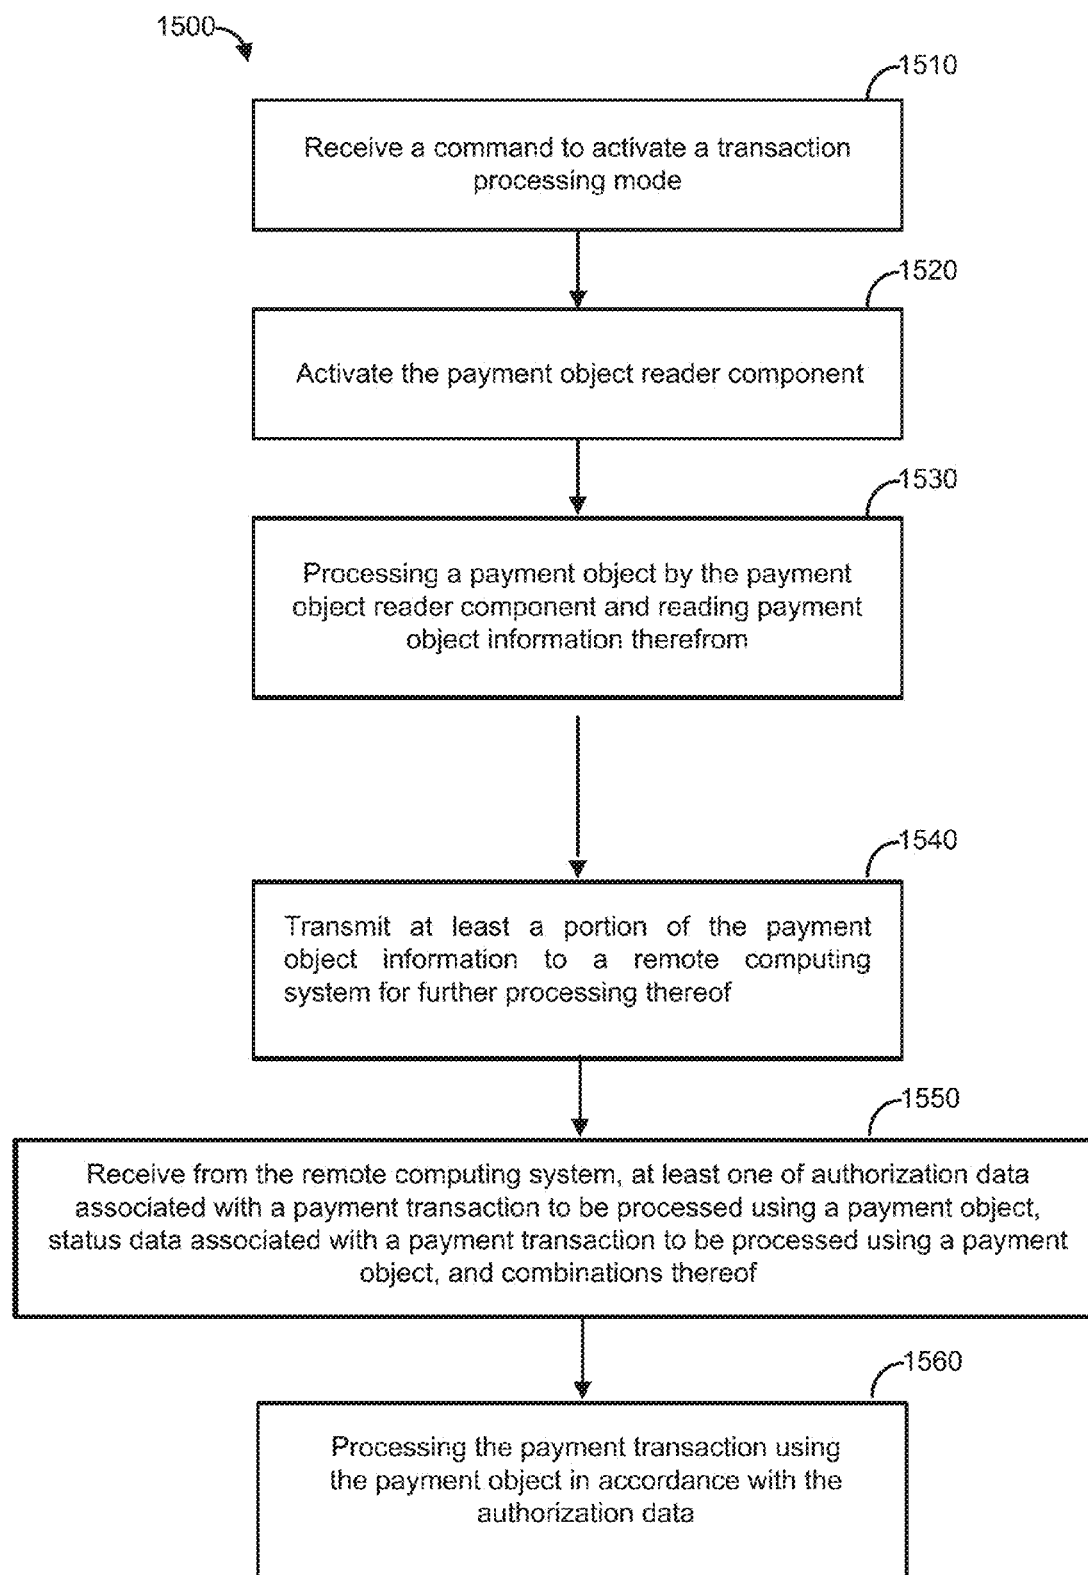 1500
1510
Receive a command to activate a transaction
processing mode
1520
Activate the payment object reader component
1530
Processing a payment object by the payment
object reader component and reading payment
object information therefrom
1540
Transmit at least a portion of the payment
object information to a remote computing
system for further processing thereof
1550
Receive from the remote computing system, at least one of authorization data
associated with a payment transaction to be processed using a payment object,
status data associated with a payment transaction to be processed using a payment
object, and combinations thereof
1560
Processing the payment transaction using
the payment object in accordance with the
authorization data